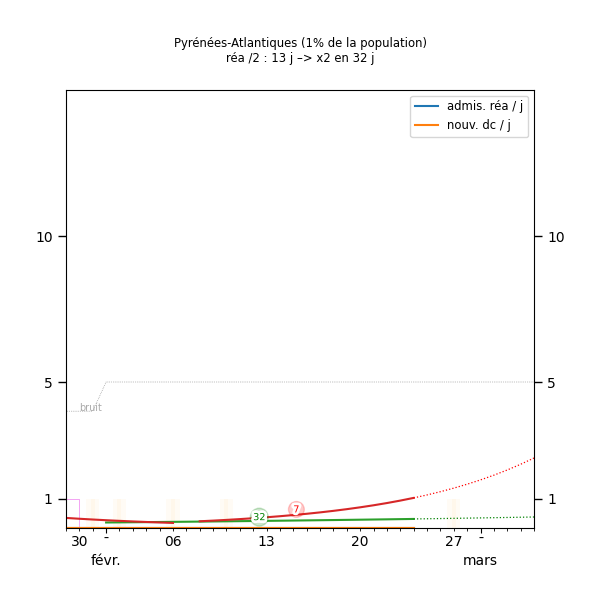 Pyrénées-Atlantiques (1% de la population)
réa /2 : 13 j –> x2 en 32 j
admis. réa / j
nouv. dc / j
10 10
5 5
bruit
7
32
1 1
30 - 06 13 20 27 -
févr. mars